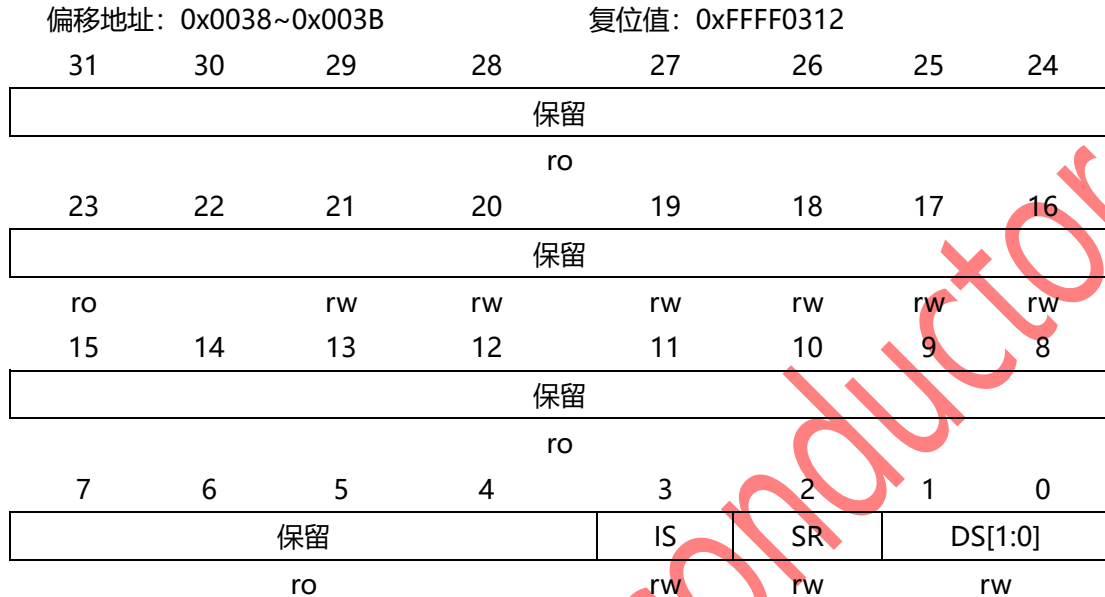 偏移地址：0x0038~0x003B 复位值：0xFFFF0312
31 30 29 28 27 26 25 24
保留
ro
23 22 21 20 19 18 17 16
保留
ro rw rw rw rw rw rw
15 14 13 12 11 10 9 8
保留
ro
7 6 5 4 3 2 1 0
保留 IS SR DS[1:0]
ro rw rw rw
onductor